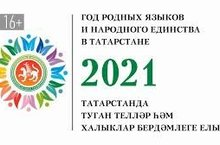 16+
ГОД РОДНЫХ ЯЗЫКОВ
И НАРОДНОГО ЕДИНСТВА
В ТАТАРСТАНЕ
2021
ТАТАРСТАНДА
ТУГАН ТЕЛЛӘР ҺӘМ
ХАЛЫКЛАР БЕРДӘМЛЕГЕ ЕЛЫ